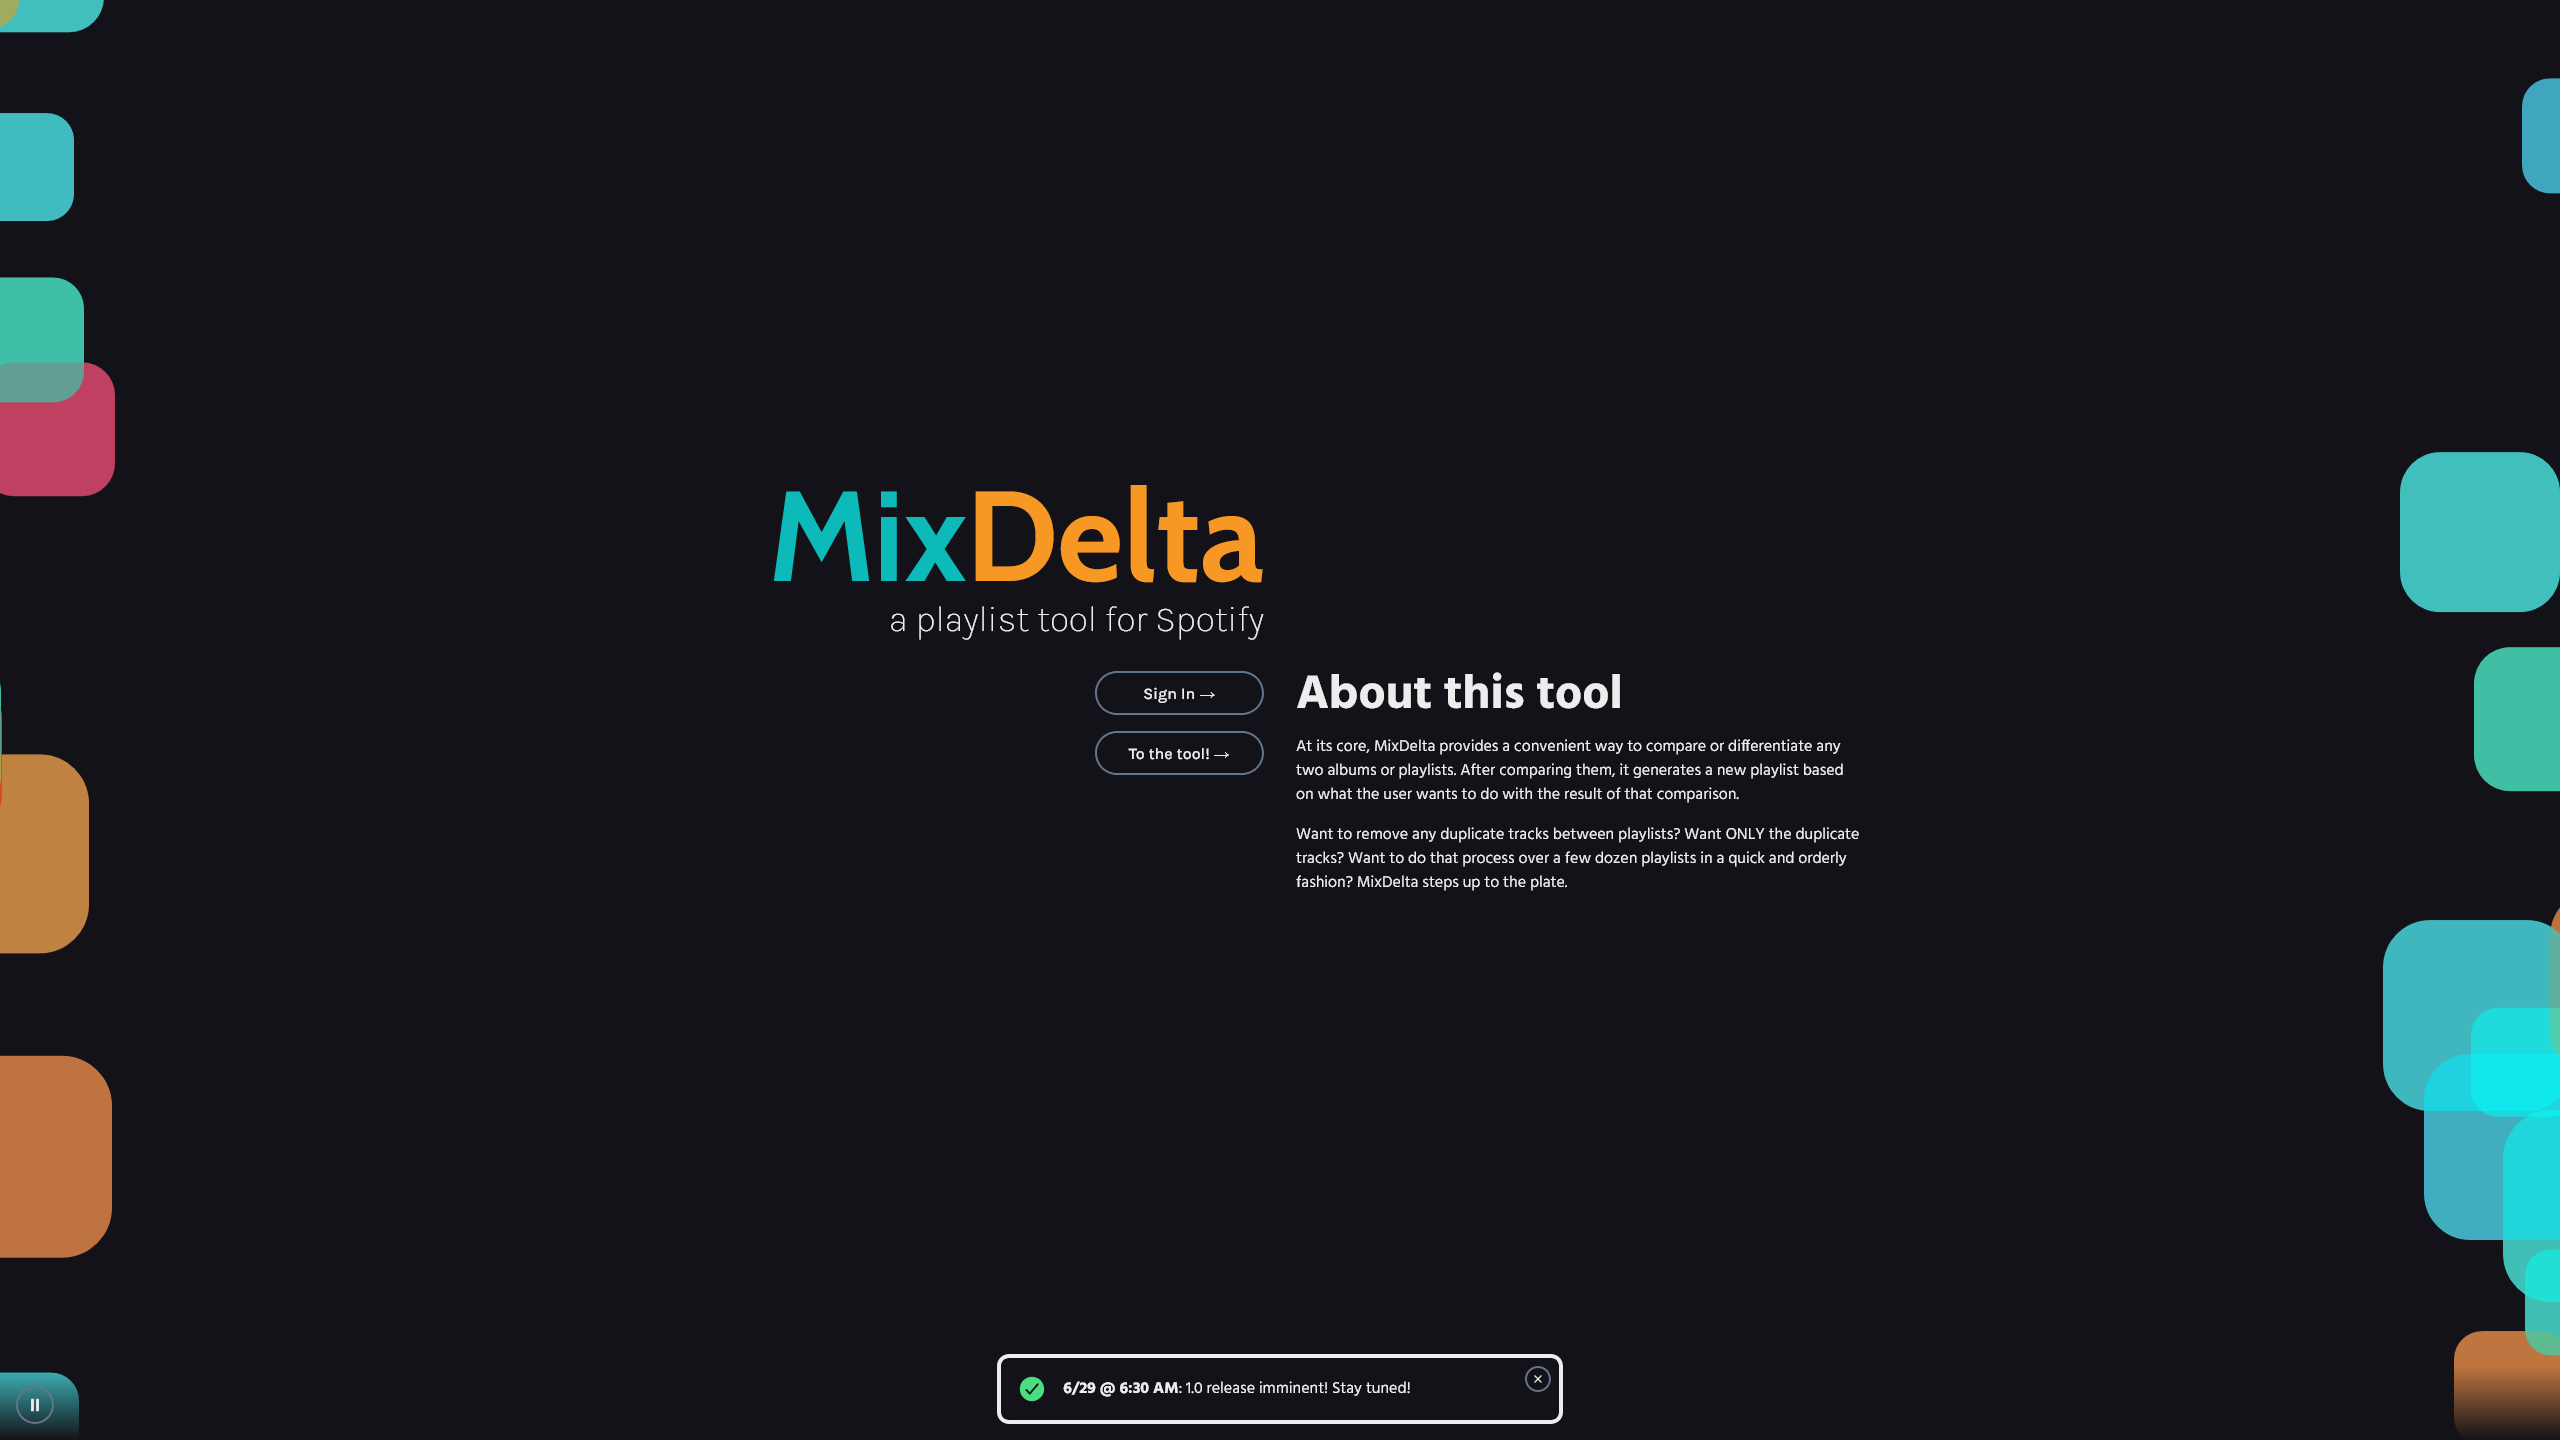 MixDelta
a playlist tool for Spotify
Sign In →
To the tool! →
About this tool
At its core, MixDelta provides a convenient way to compare or differentiate any
two albums or playlists. After comparing them, it generates a new playlist based
on what the user wants to do with the result of that comparison.
Want to remove any duplicate tracks between playlists? Want ONLY the duplicate
tracks? Want to do that process over a few dozen playlists in a quick and orderly
fashion? MixDelta steps up to the plate.
6/29 @ 6:30 AM: 1.0 release imminent! Stay tuned!